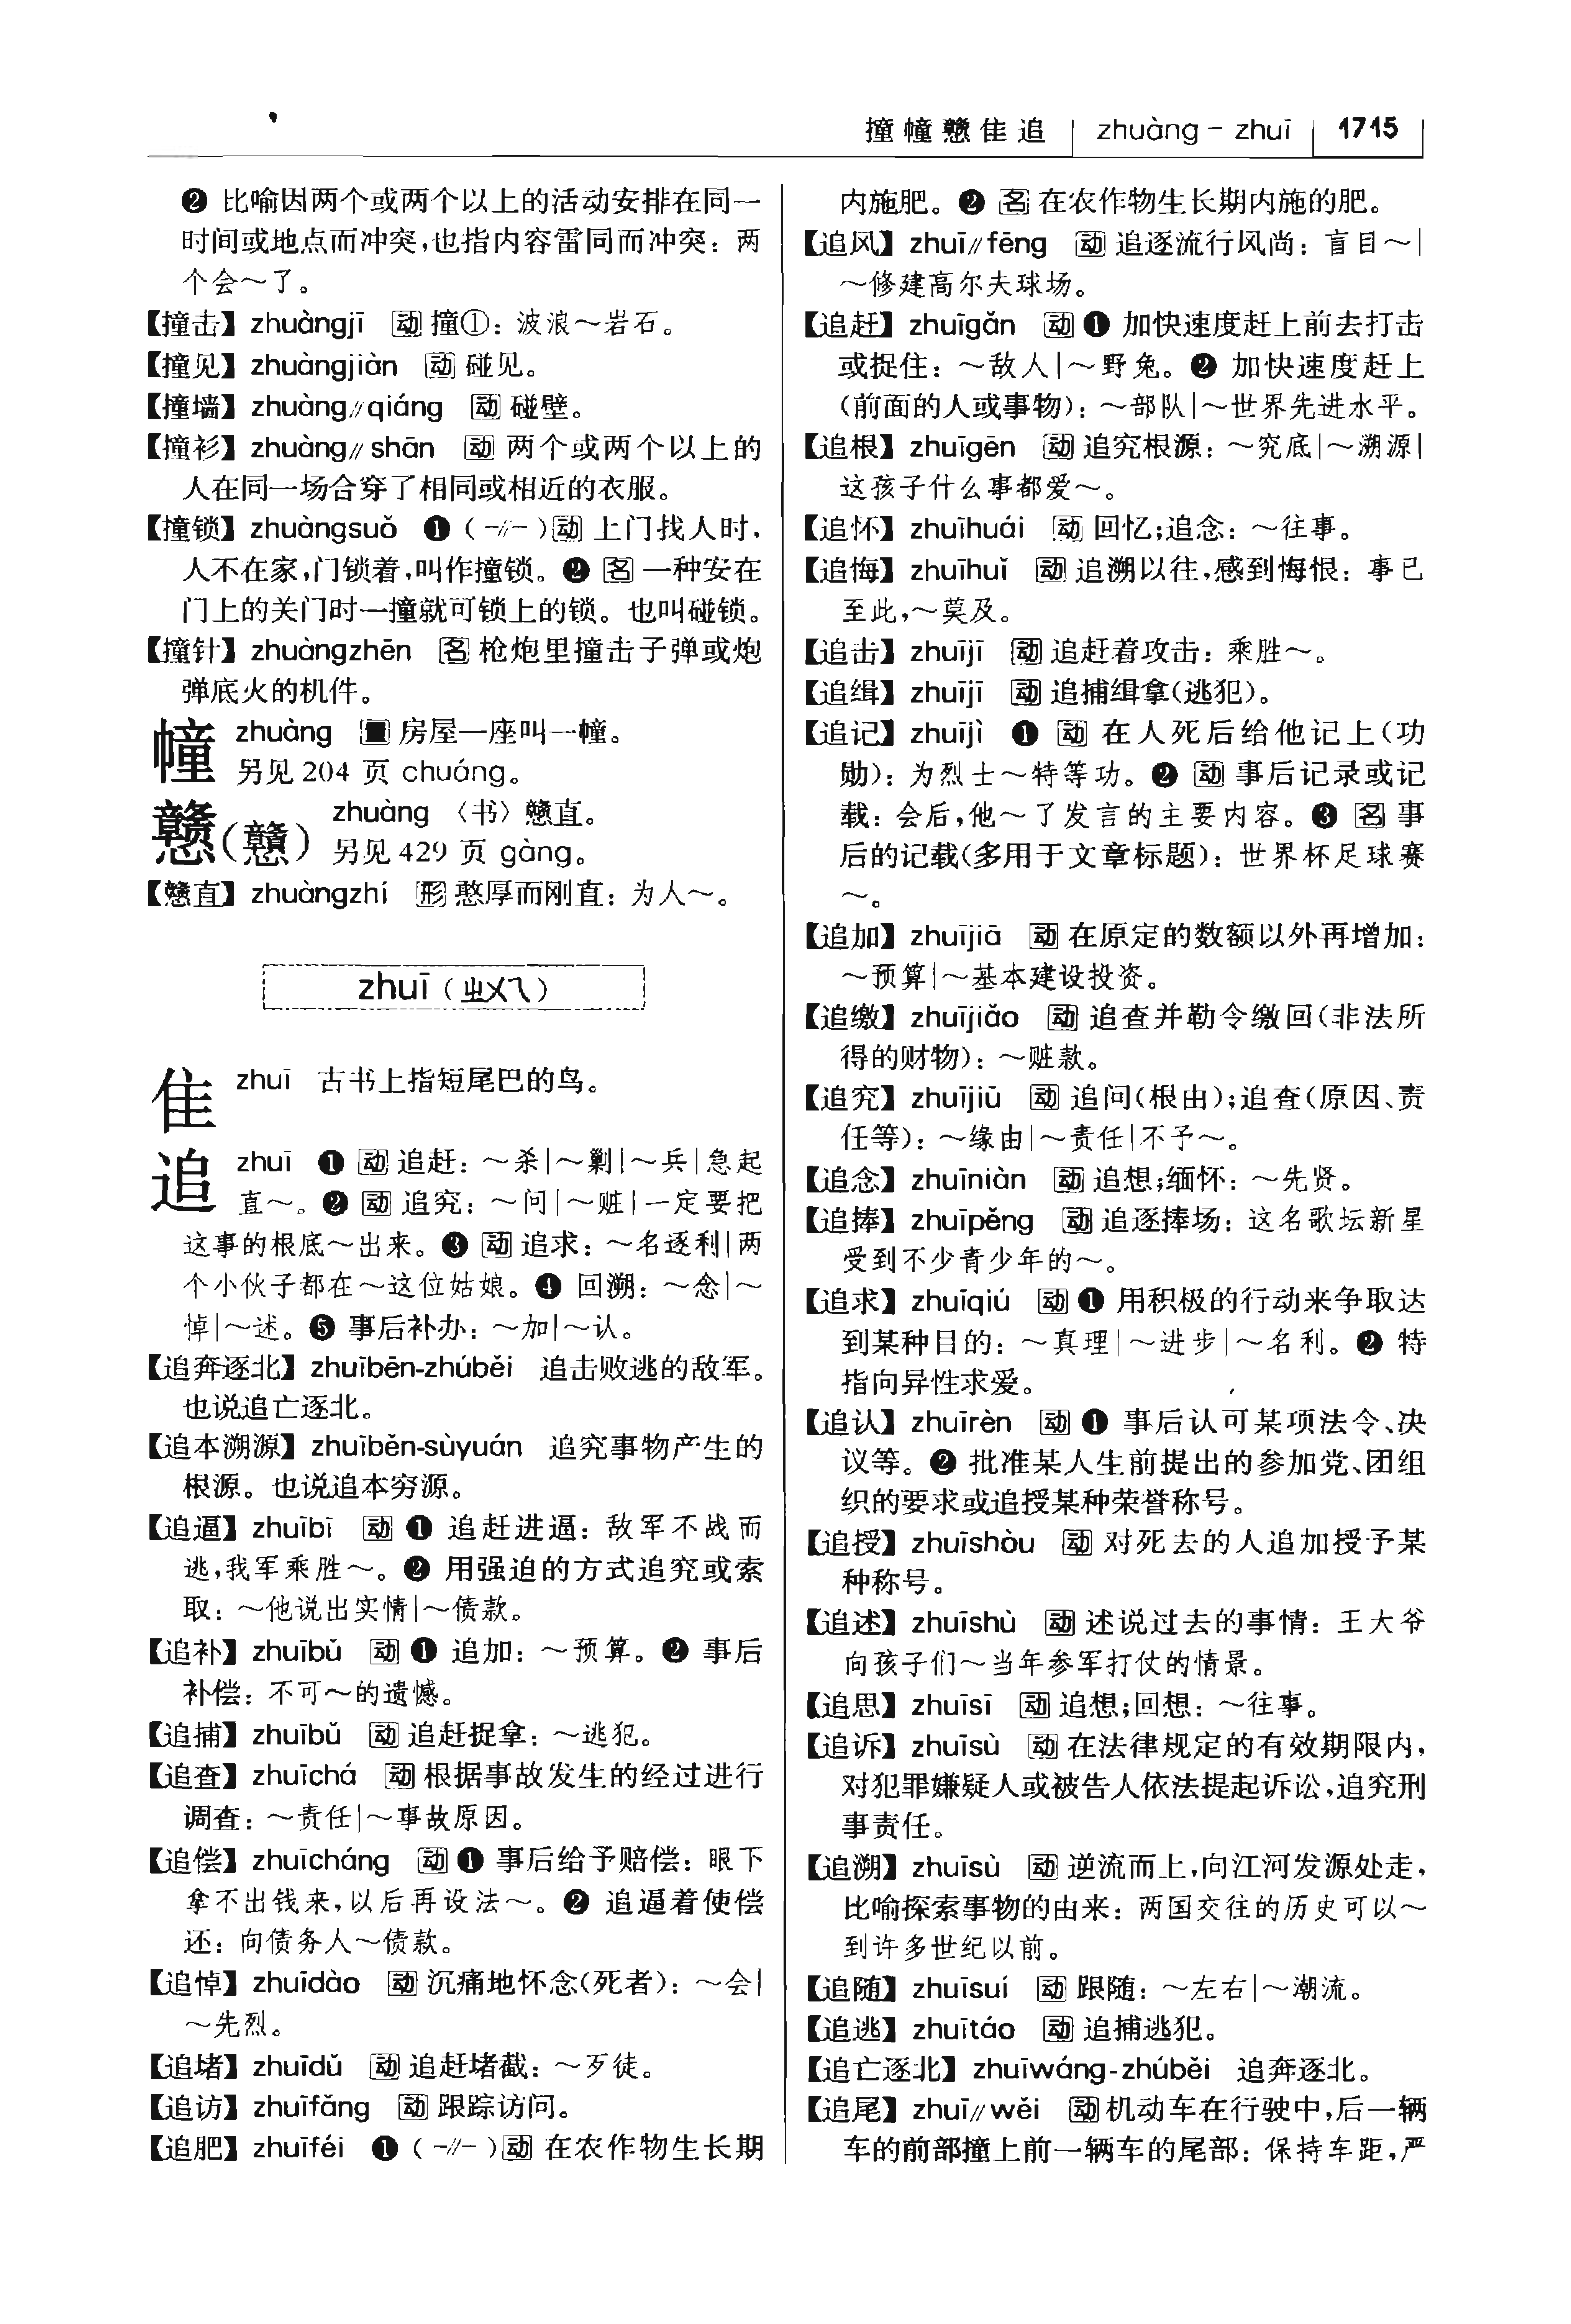 撞幢戆隹追 zhuàng – zhuī 1715
❷ 比喻因两个或两个以上的活动安排在同一
时间或地点而冲突,也指内容雷同而冲突：两
个会～了。
【撞击】zhuàngjī 动 撞①：波浪～岩石。
【撞见】zhuàngjiàn 动 碰见。
【撞墙】zhuàng∥qiáng 动 碰壁。
【撞衫】zhuàng∥shān 动 两个或两个以上的
人在同一场合穿了相同或相近的衣服。
【撞锁】zhuàngsuǒ ❶（-∥-）动 上门找人时,
人不在家,门锁着,叫作撞锁。❷ 名 一种安在
门上的关门时一撞就可锁上的锁。也叫碰锁。
【撞针】zhuàngzhēn 名 枪炮里撞击子弹或炮
弹底火的机件。
幢 zhuàng 量 房屋一座叫一幢。
另见 204 页 chuáng。
戆(戇) zhuàng 〈书〉戆直。
另见 429 页 gàng。
【戆直】zhuàngzhí 形 憨厚而刚直：为人～。
zhuī（ㄓㄨㄟ）
隹 zhuī 古书上指短尾巴的鸟。
追 zhuī ❶ 动 追赶：～杀|～剿|～兵|急起
直～。❷ 动 追究：～问|～赃|一定要把
这事的根底～出来。❸ 动 追求：～名逐利|两
个小伙子都在～这位姑娘。❹ 回溯：～念|～
悼|～述。❺ 事后补办：～加|～认。
【追奔逐北】zhuībēn-zhúběi 追击败逃的敌军。
也说追亡逐北。
【追本溯源】zhuīběn-sùyuán 追究事物产生的
根源。也说追本穷源。
【追逼】zhuībī 动 ❶ 追赶进逼：敌军不战而
逃,我军乘胜～。❷ 用强迫的方式追究或索
取：～他说出实情|～债款。
【追补】zhuībǔ 动 ❶ 追加：～预算。❷ 事后
补偿：不可～的遗憾。
【追捕】zhuībǔ 动 追赶捉拿：～逃犯。
【追查】zhuīchá 动 根据事故发生的经过进行
调查：～责任|～事故原因。
【追偿】zhuīcháng 动 ❶ 事后给予赔偿：眼下
拿不出钱来,以后再设法～。❷ 追逼着使偿
还：向债务人～债款。
【追悼】zhuīdào 动 沉痛地怀念(死者)：～会|
～先烈。
【追堵】zhuīdǔ 动 追赶堵截：～歹徒。
【追访】zhuīfǎng 动 跟踪访问。
【追肥】zhuīféi ❶（-∥-）动 在农作物生长期
内施肥。❷ 名 在农作物生长期内施的肥。
【追风】zhuī∥fēng 动 追逐流行风尚：盲目～|
～修建高尔夫球场。
【追赶】zhuīgǎn 动 ❶ 加快速度赶上前去打击
或捉住：～敌人|～野兔。❷ 加快速度赶上
(前面的人或事物)：～部队|～世界先进水平。
【追根】zhuīgēn 动 追究根源：～究底|～溯源|
这孩子什么事都爱～。
【追怀】zhuīhuái 动 回忆;追念：～往事。
【追悔】zhuīhuǐ 动 追溯以往,感到悔恨：事已
至此,～莫及。
【追击】zhuījī 动 追赶着攻击：乘胜～。
【追缉】zhuījī 动 追捕缉拿(逃犯)。
【追记】zhuījì ❶ 动 在人死后给他记上(功
勋)：为烈士～特等功。❷ 动 事后记录或记
载：会后,他～了发言的主要内容。❸ 名 事
后的记载(多用于文章标题)：世界杯足球赛
～。
【追加】zhuījiā 动 在原定的数额以外再增加：
～预算|～基本建设投资。
【追缴】zhuījiǎo 动 追查并勒令缴回(非法所
得的财物)：～赃款。
【追究】zhuījiū 动 追问(根由);追查(原因、责
任等)：～缘由|～责任|不予～。
【追念】zhuīniàn 动 追想;缅怀：～先贤。
【追捧】zhuīpěng 动 追逐捧场：这名歌坛新星
受到不少青少年的～。
【追求】zhuīqiú 动 ❶ 用积极的行动来争取达
到某种目的：～真理|～进步|～名利。❷ 特
指向异性求爱。
【追认】zhuīrèn 动 ❶ 事后认可某项法令、决
议等。❷ 批准某人生前提出的参加党、团组
织的要求或追授某种荣誉称号。
【追授】zhuīshòu 动 对死去的人追加授予某
种称号。
【追述】zhuīshù 动 述说过去的事情：王大爷
向孩子们～当年参军打仗的情景。
【追思】zhuīsī 动 追想;回想：～往事。
【追诉】zhuīsù 动 在法律规定的有效期限内,
对犯罪嫌疑人或被告人依法提起诉讼,追究刑
事责任。
【追溯】zhuīsù 动 逆流而上,向江河发源处走,
比喻探索事物的由来：两国交往的历史可以～
到许多世纪以前。
【追随】zhuīsuí 动 跟随：～左右|～潮流。
【追逃】zhuītáo 动 追捕逃犯。
【追亡逐北】zhuīwáng-zhúběi 追奔逐北。
【追尾】zhuī∥wěi 动 机动车在行驶中,后一辆
车的前部撞上前一辆车的尾部：保持车距,严